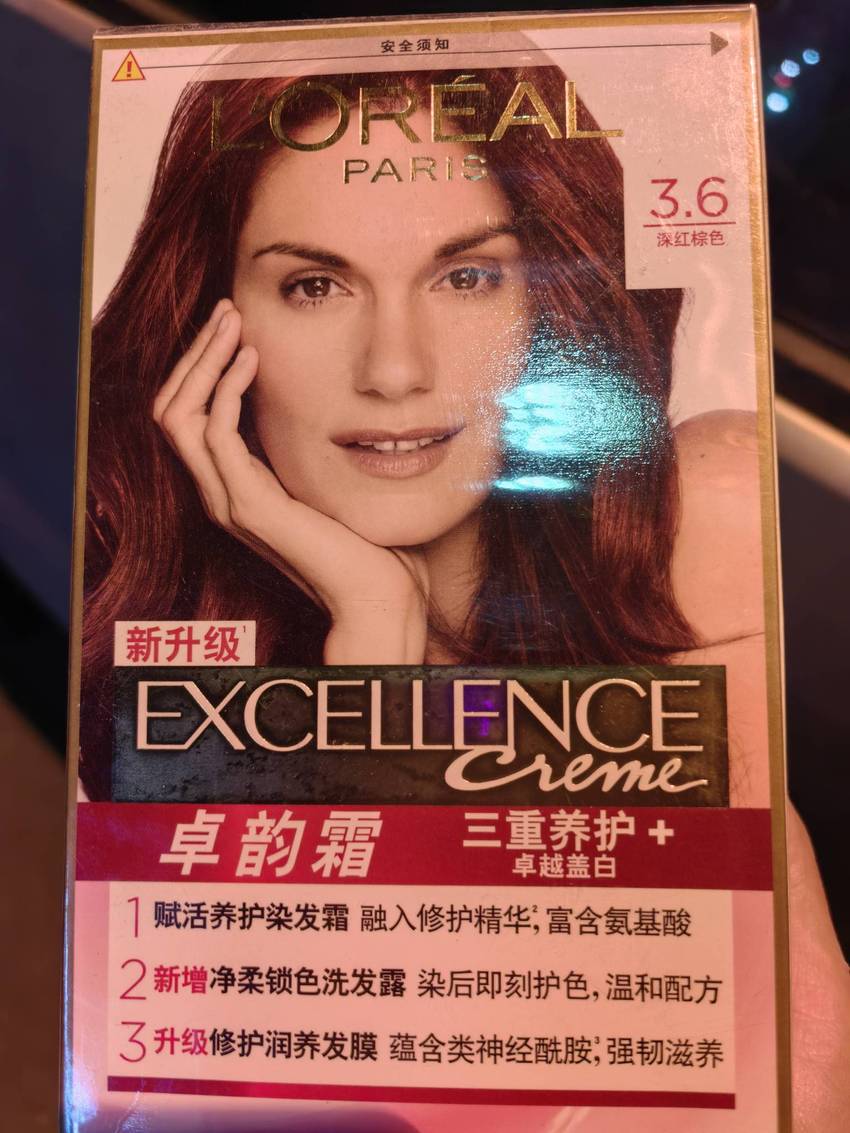 安全须知
L'ORÉAL
PARIS
3.6
深红棕色
新升级¹
EXCELLENCE
Creme
卓韵霜
三重养护+
卓越盖白
1 赋活养护染发霜 融入修护精华²,富含氨基酸
2 新增净柔锁色洗发露 染后即刻护色,温和配方
3 升级修护润养发膜 蕴含类神经酰胺³,强韧滋养